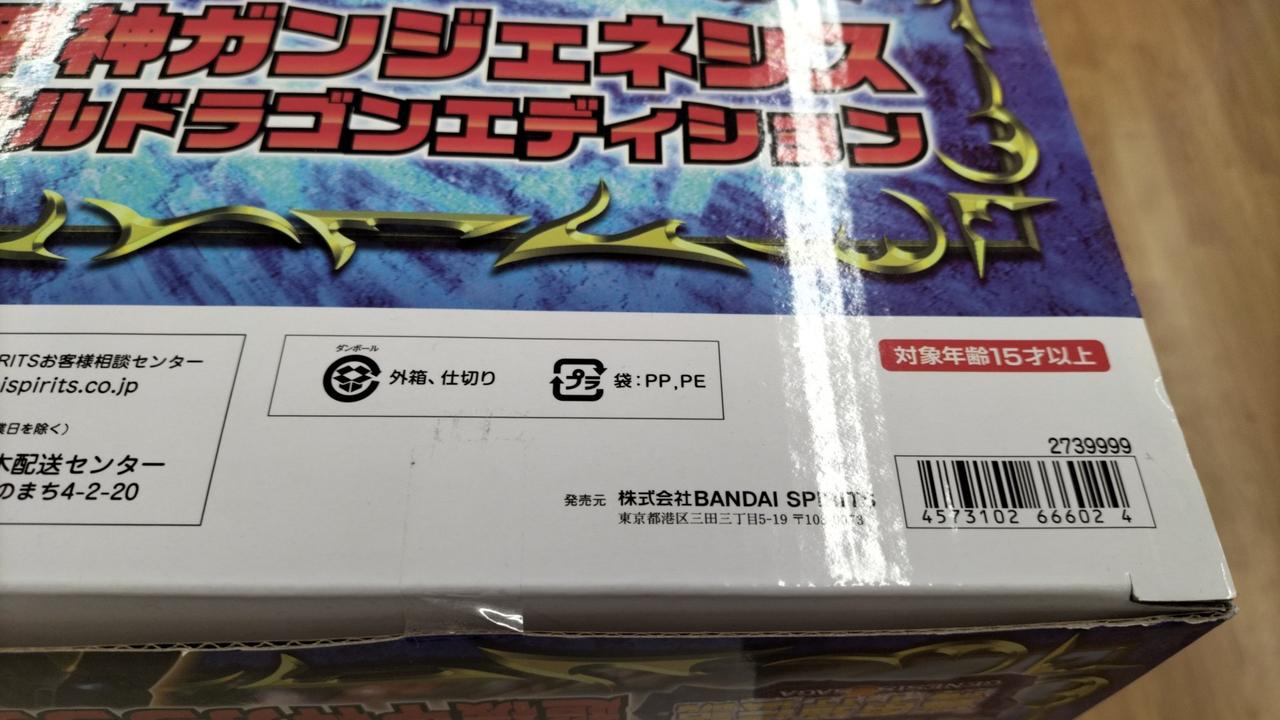 神ガンジェネシス
ルドラゴンエディション
RITSお客様相談センター
ispirits.co.jp
業日を除く）
配送センター
のまち4-2-20
ダンボール
外箱、仕切り
プラ
袋：PP,PE
対象年齢15才以上
2739999
4573102 66602 4
発売元 株式会社BANDAI SPIRITS
東京都港区三田三丁目5-19 〒108-0073